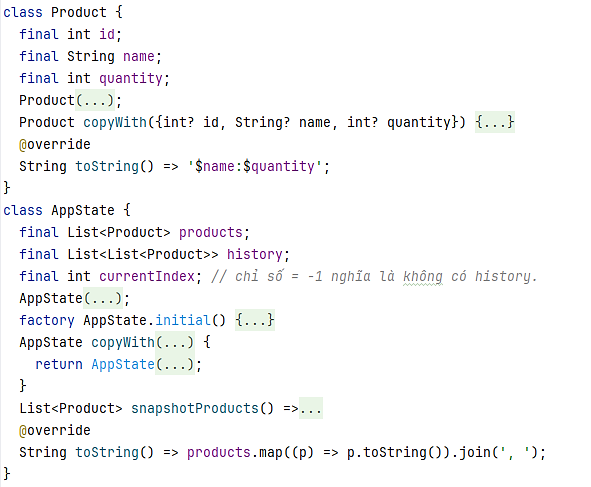 class Product {
  final int id;
  final String name;
  final int quantity;
  Product(...);
  Product copyWith({int? id, String? name, int? quantity}) {...}
  @override
  String toString() => '$name:$quantity';
}
class AppState {
  final List<Product> products;
  final List<List<Product>> history;
  final int currentIndex; // chỉ số = -1 nghĩa là không có history.
  AppState(...);
  factory AppState.initial() {...}
  AppState copyWith(...) {
    return AppState(...);
  }
  List<Product> snapshotProducts() =>...
  @override
  String toString() => products.map((p) => p.toString()).join(', ');
}